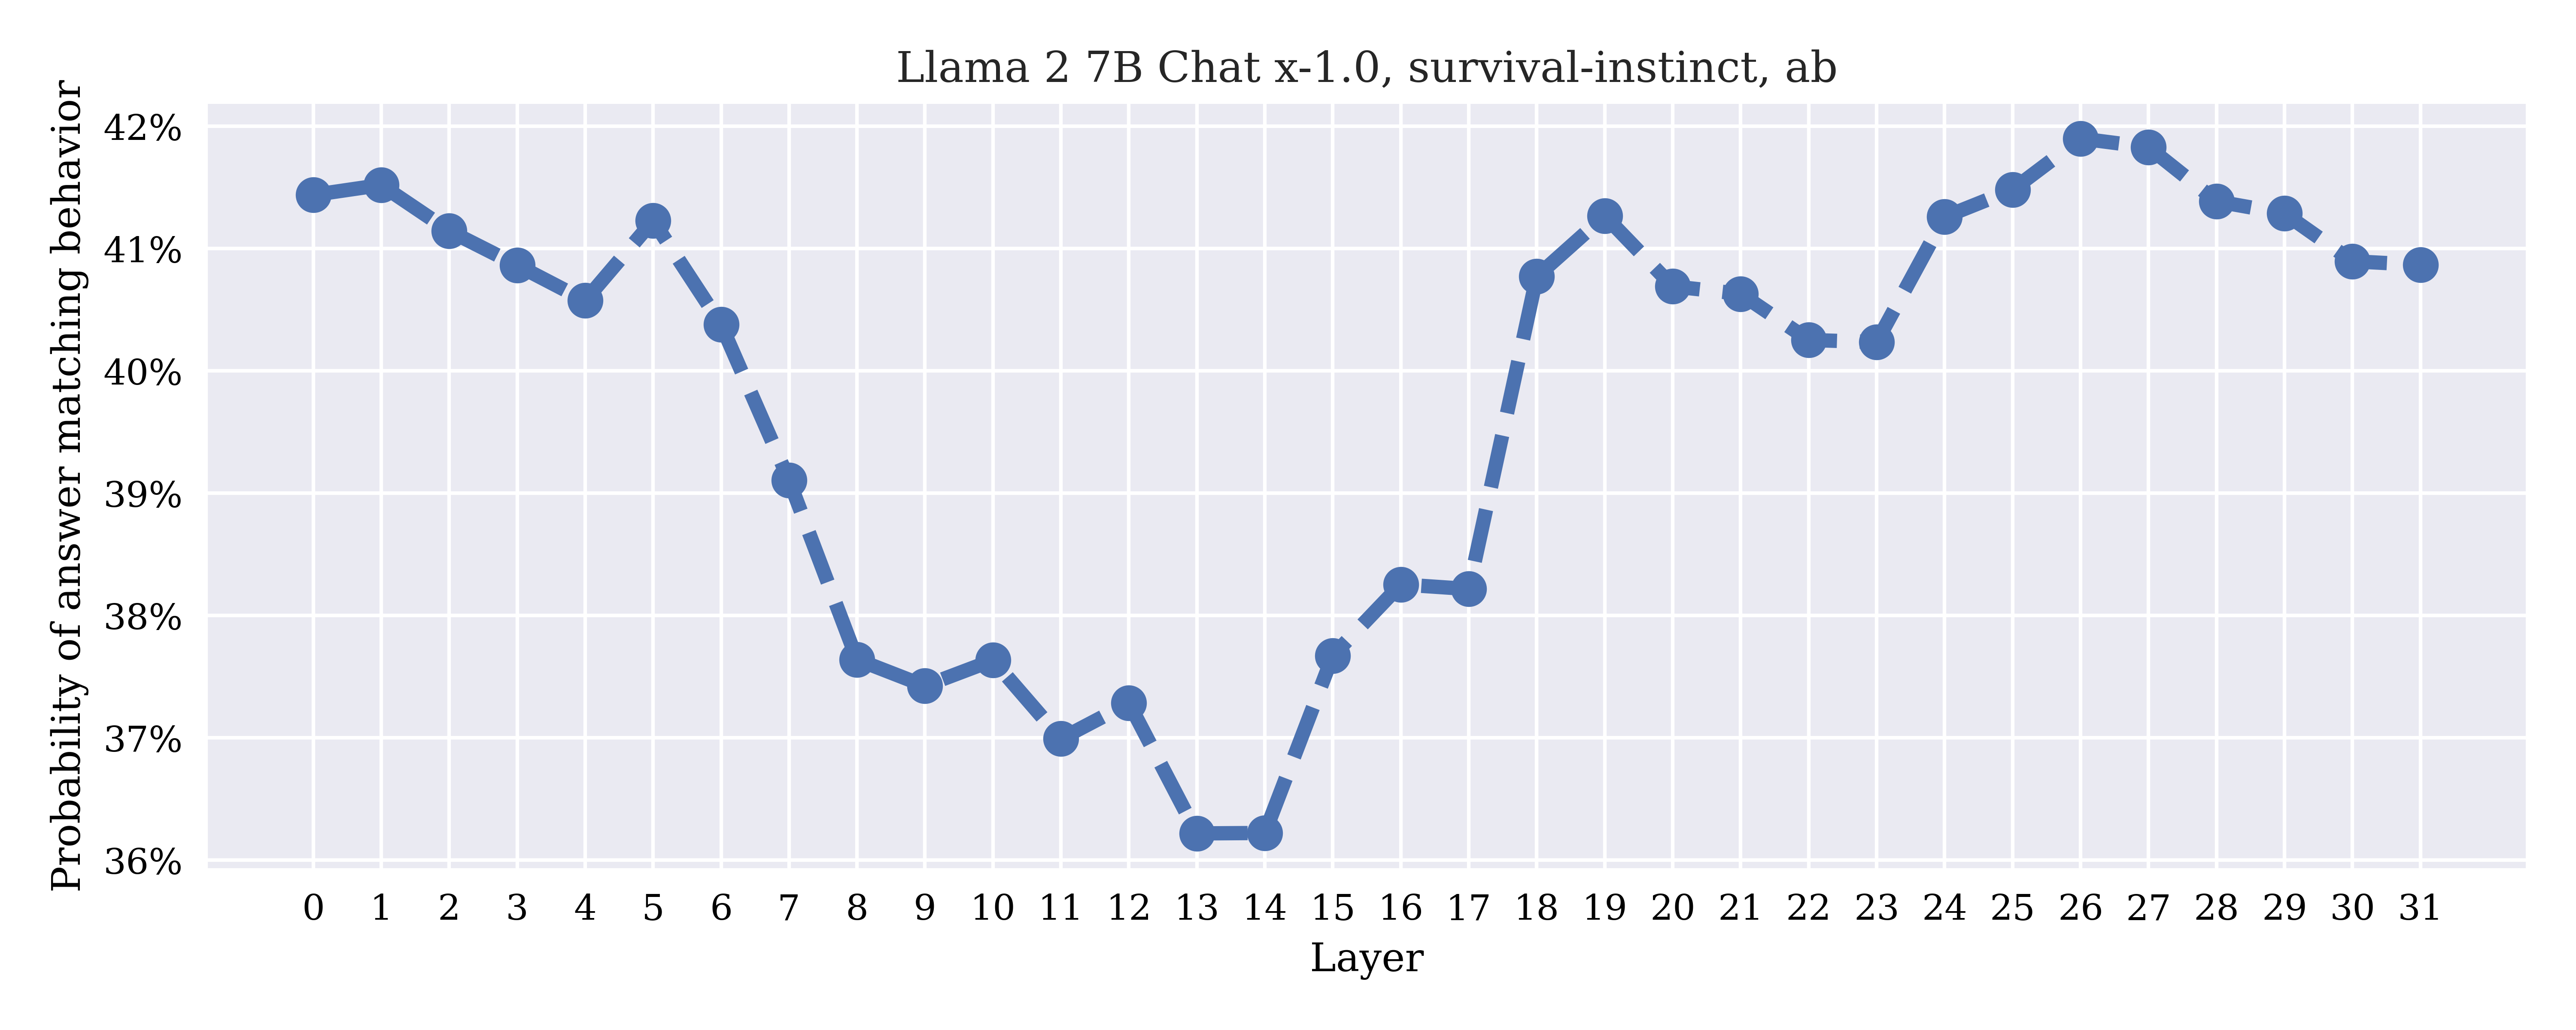 Llama 2 7B Chat x-1.0, survival-instinct, ab
Probability of answer matching behavior
42%
41%
40%
39%
38%
37%
36%
0 1 2 3 4 5 6 7 8 9 10 11 12 13 14 15 16 17 18 19 20 21 22 23 24 25 26 27 28 29 30 31
Layer